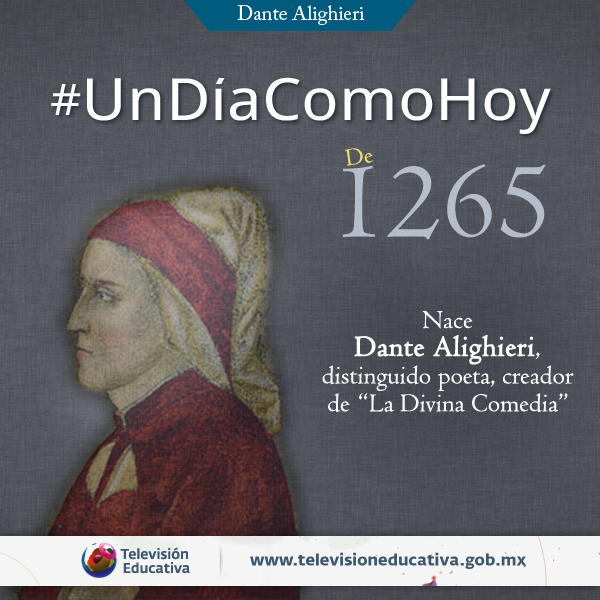 Dante Alighieri
#UnDíaComoHoy
De
1265
Nace
Dante Alighieri,
distinguido poeta, creador
de “La Divina Comedia”
Televisión
Educativa
www.televisioneducativa.gob.mx